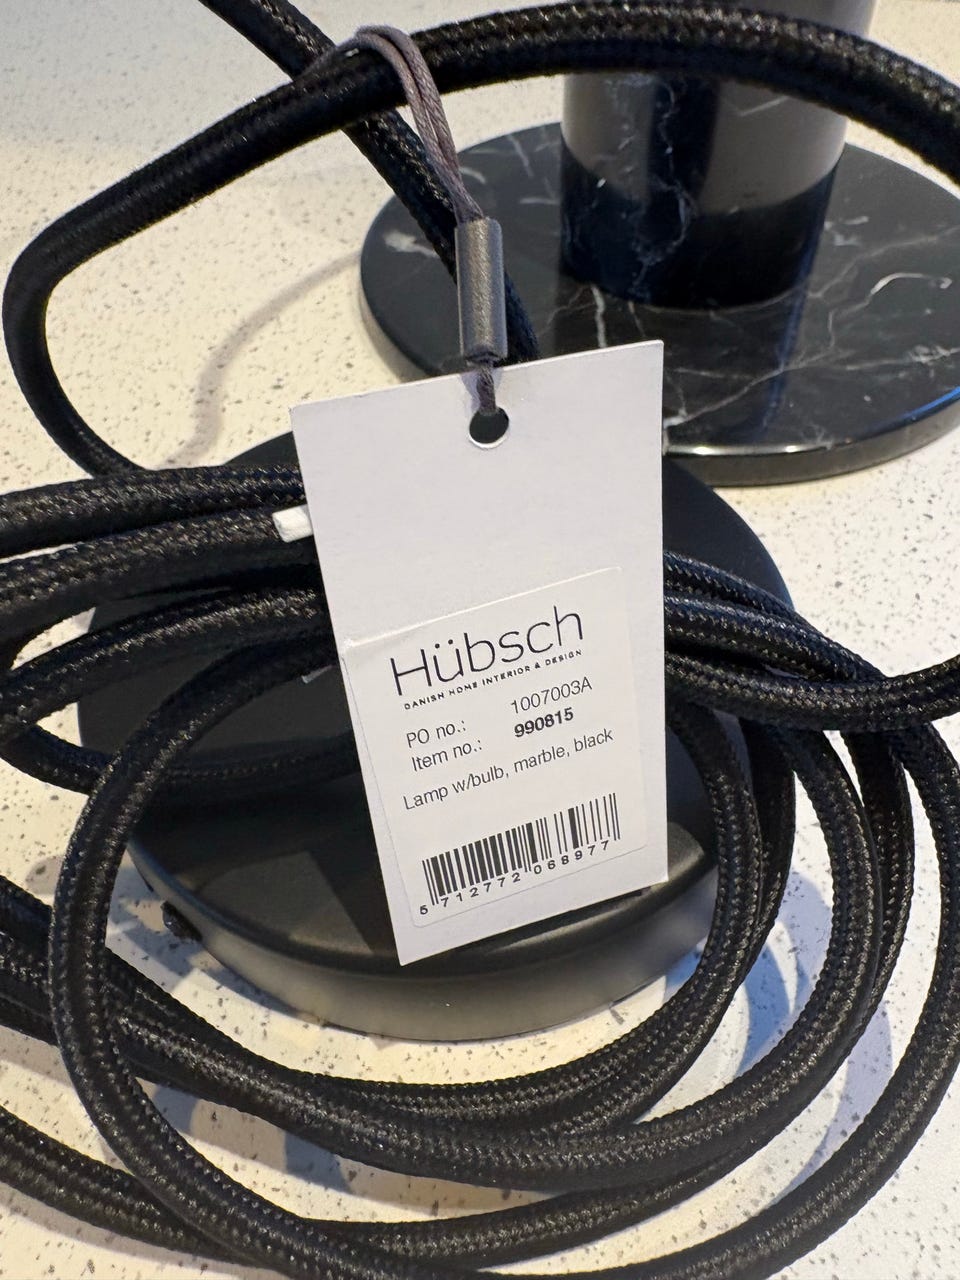 Hübsch
DANISH HOME INTERIOR & DESIGN
PO no.: 1007003A
Item no.: 990815
Lamp w/bulb, marble, black
5 712772 068977